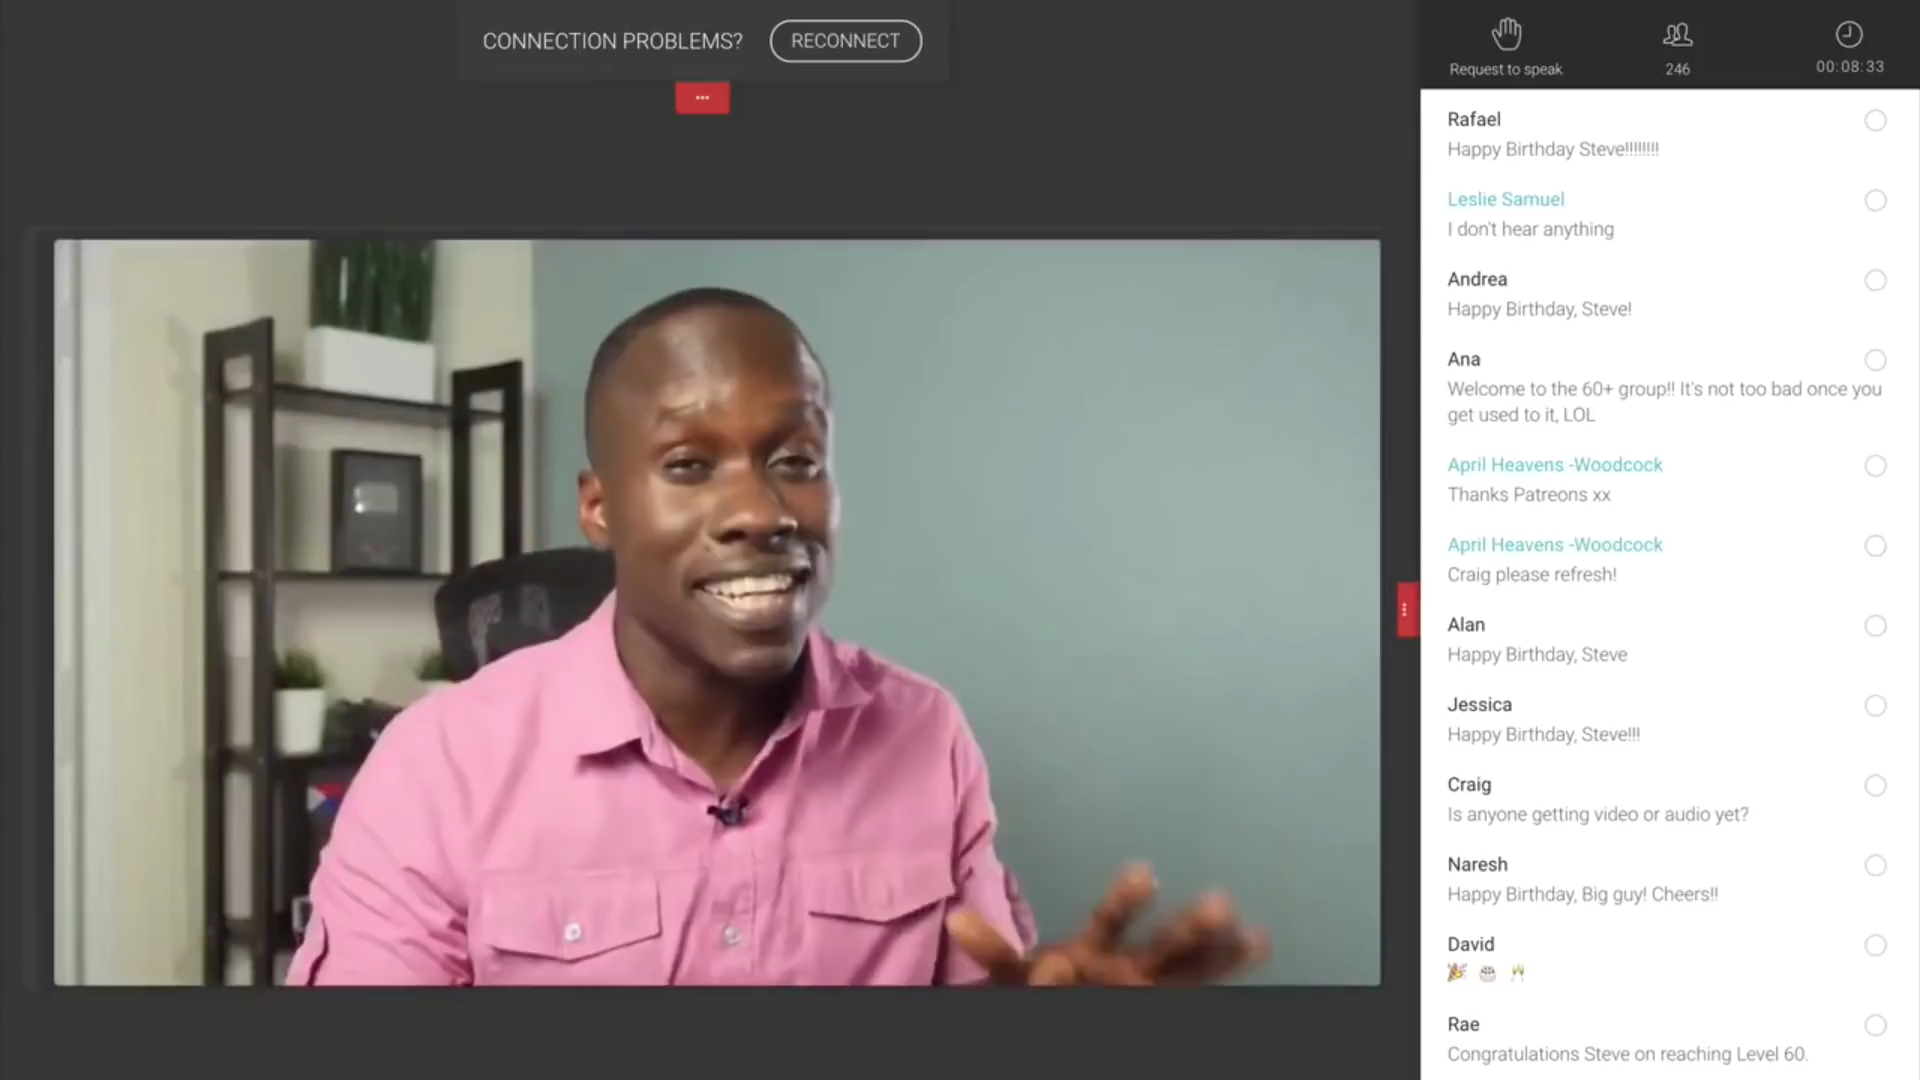 CONNECTION PROBLEMS? RECONNECT
Request to speak
246
00:08:33
Rafael
Happy Birthday Steve!!!!!!!!
Leslie Samuel
I don't hear anything
Andrea
Happy Birthday, Steve!
Ana
Welcome to the 60+ group!! It's not too bad once you
get used to it, LOL
April Heavens -Woodcock
Thanks Patreons xx
April Heavens -Woodcock
Craig please refresh!
Alan
Happy Birthday, Steve
Jessica
Happy Birthday, Steve!!!
Craig
Is anyone getting video or audio yet?
Naresh
Happy Birthday, Big guy! Cheers!!
David
🎉 🎂 🥂
Rae
Congratulations Steve on reaching Level 60.